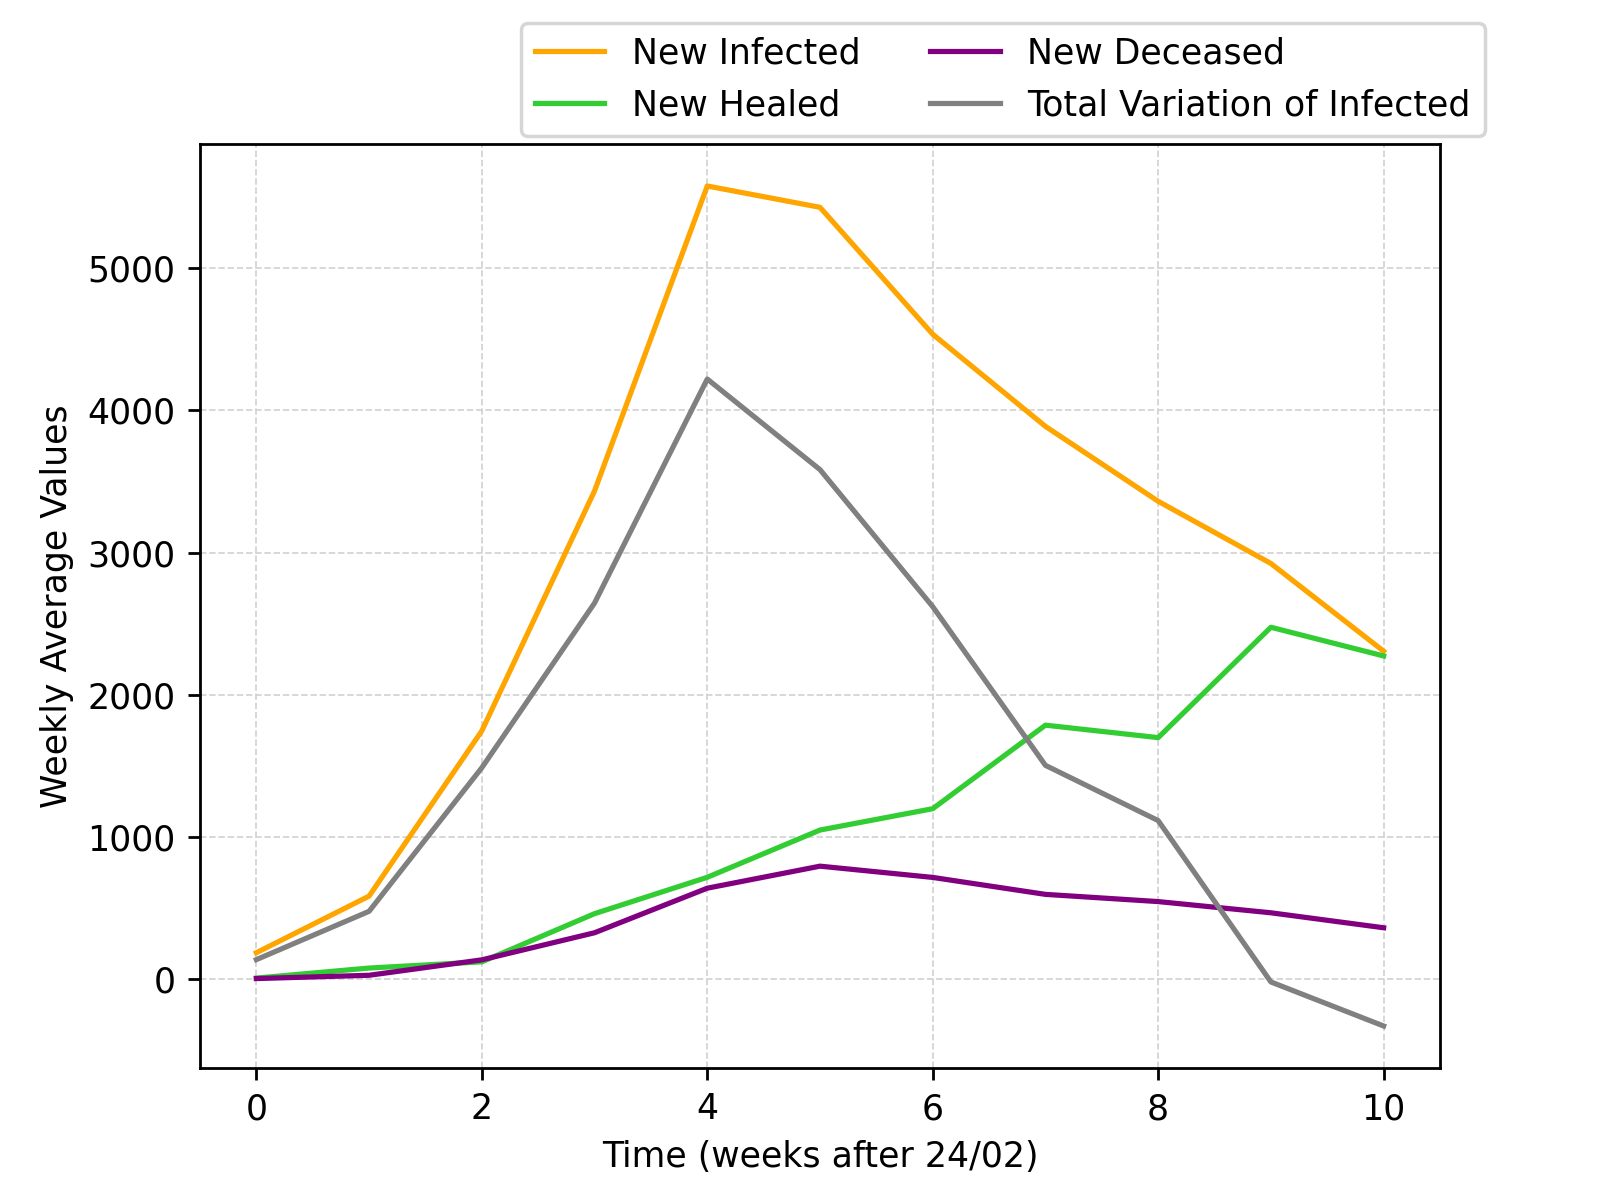 New Infected
New Healed
New Deceased
Total Variation of Infected
5000
4000
3000
2000
1000
0
Weekly Average Values
0 2 4 6 8 10
Time (weeks after 24/02)